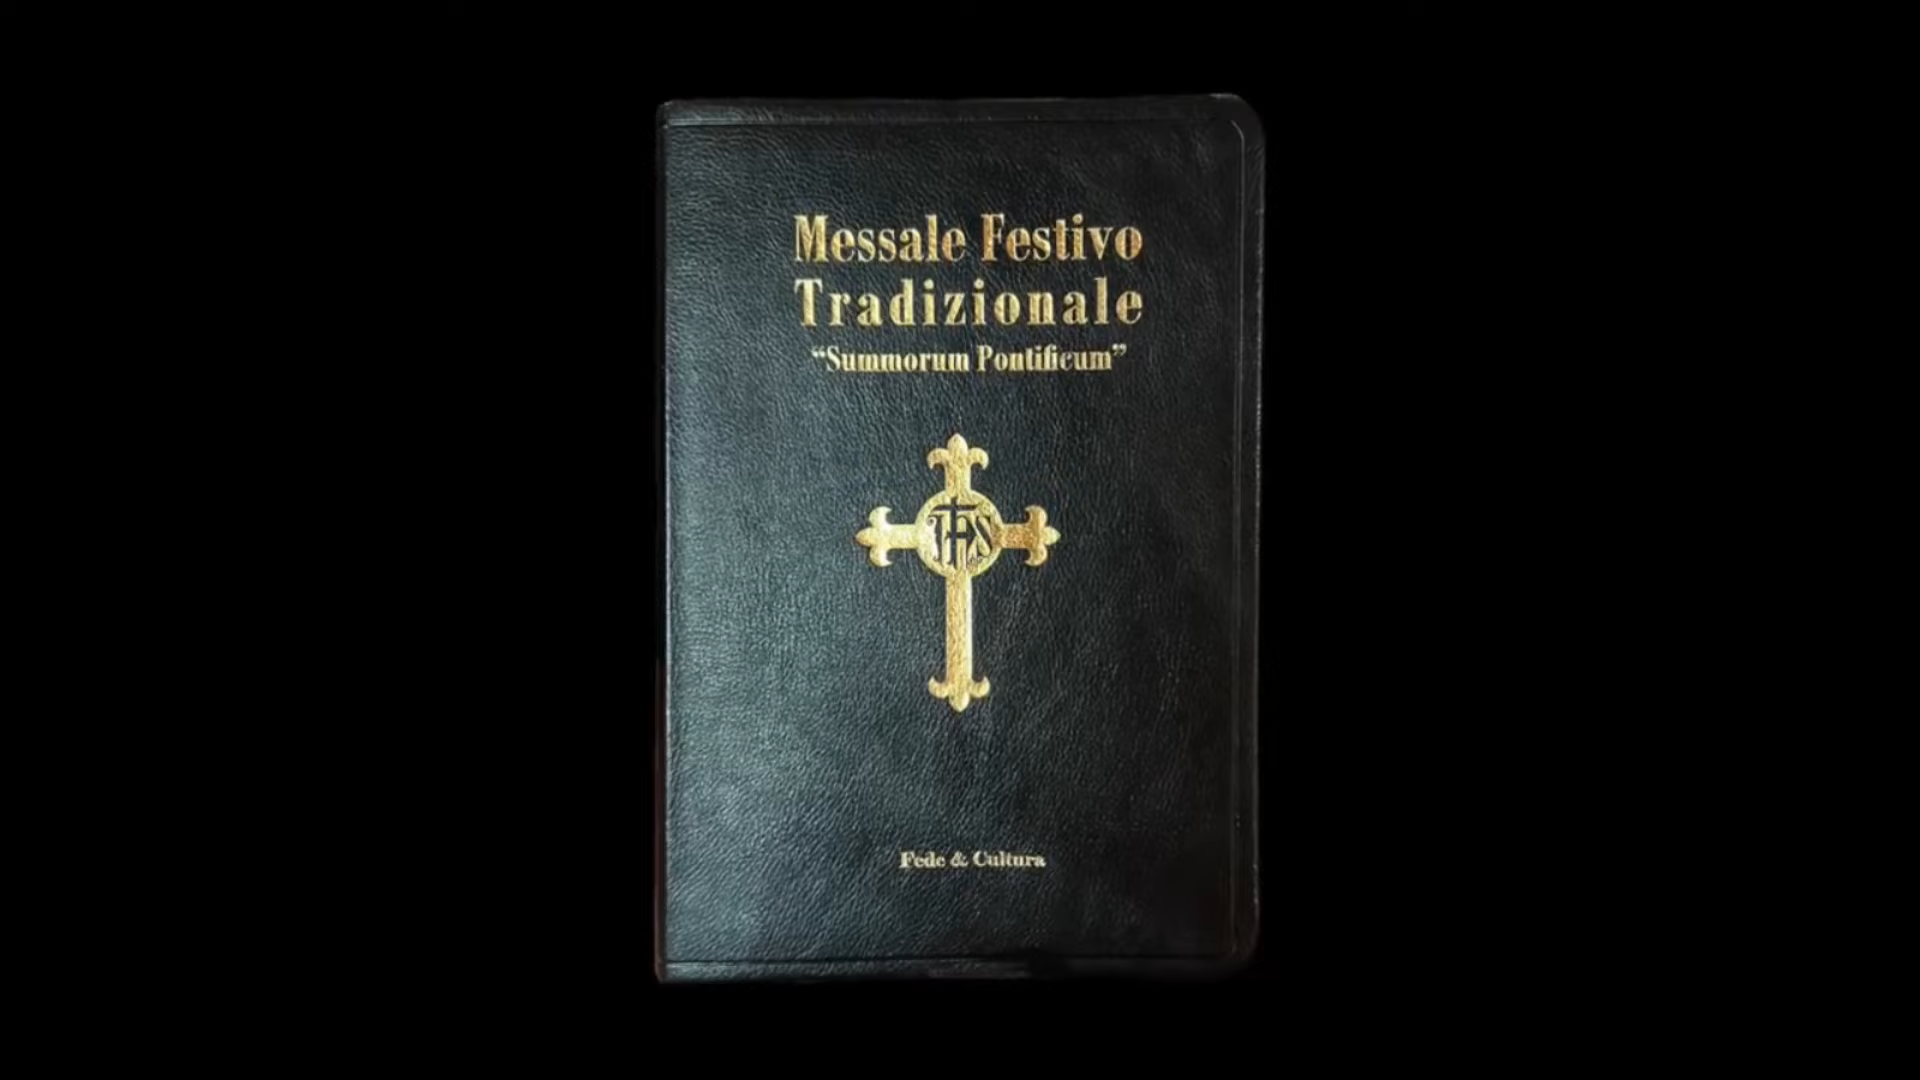 Messale Festivo
Tradizionale
“Summorum Pontificum”
IHS
Fede & Cultura